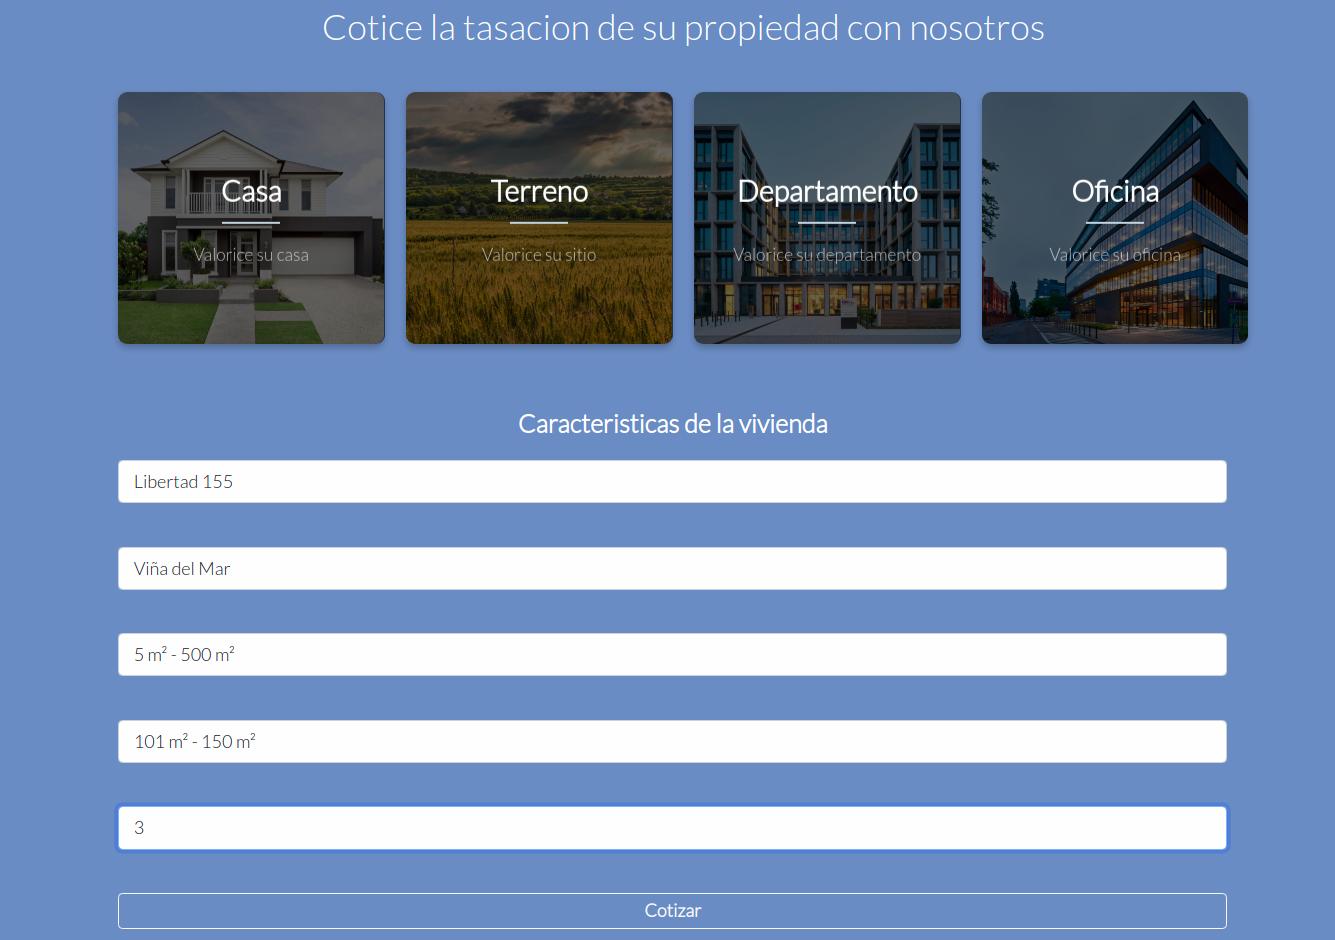 Cotice la tasacion de su propiedad con nosotros
Casa
Valorice su casa
Terreno
Valorice su sitio
Departamento
Valorice su departamento
Oficina
Valorice su oficina
Caracteristicas de la vivienda
Libertad 155
Viña del Mar
5 m² - 500 m²
101 m² - 150 m²
3
Cotizar